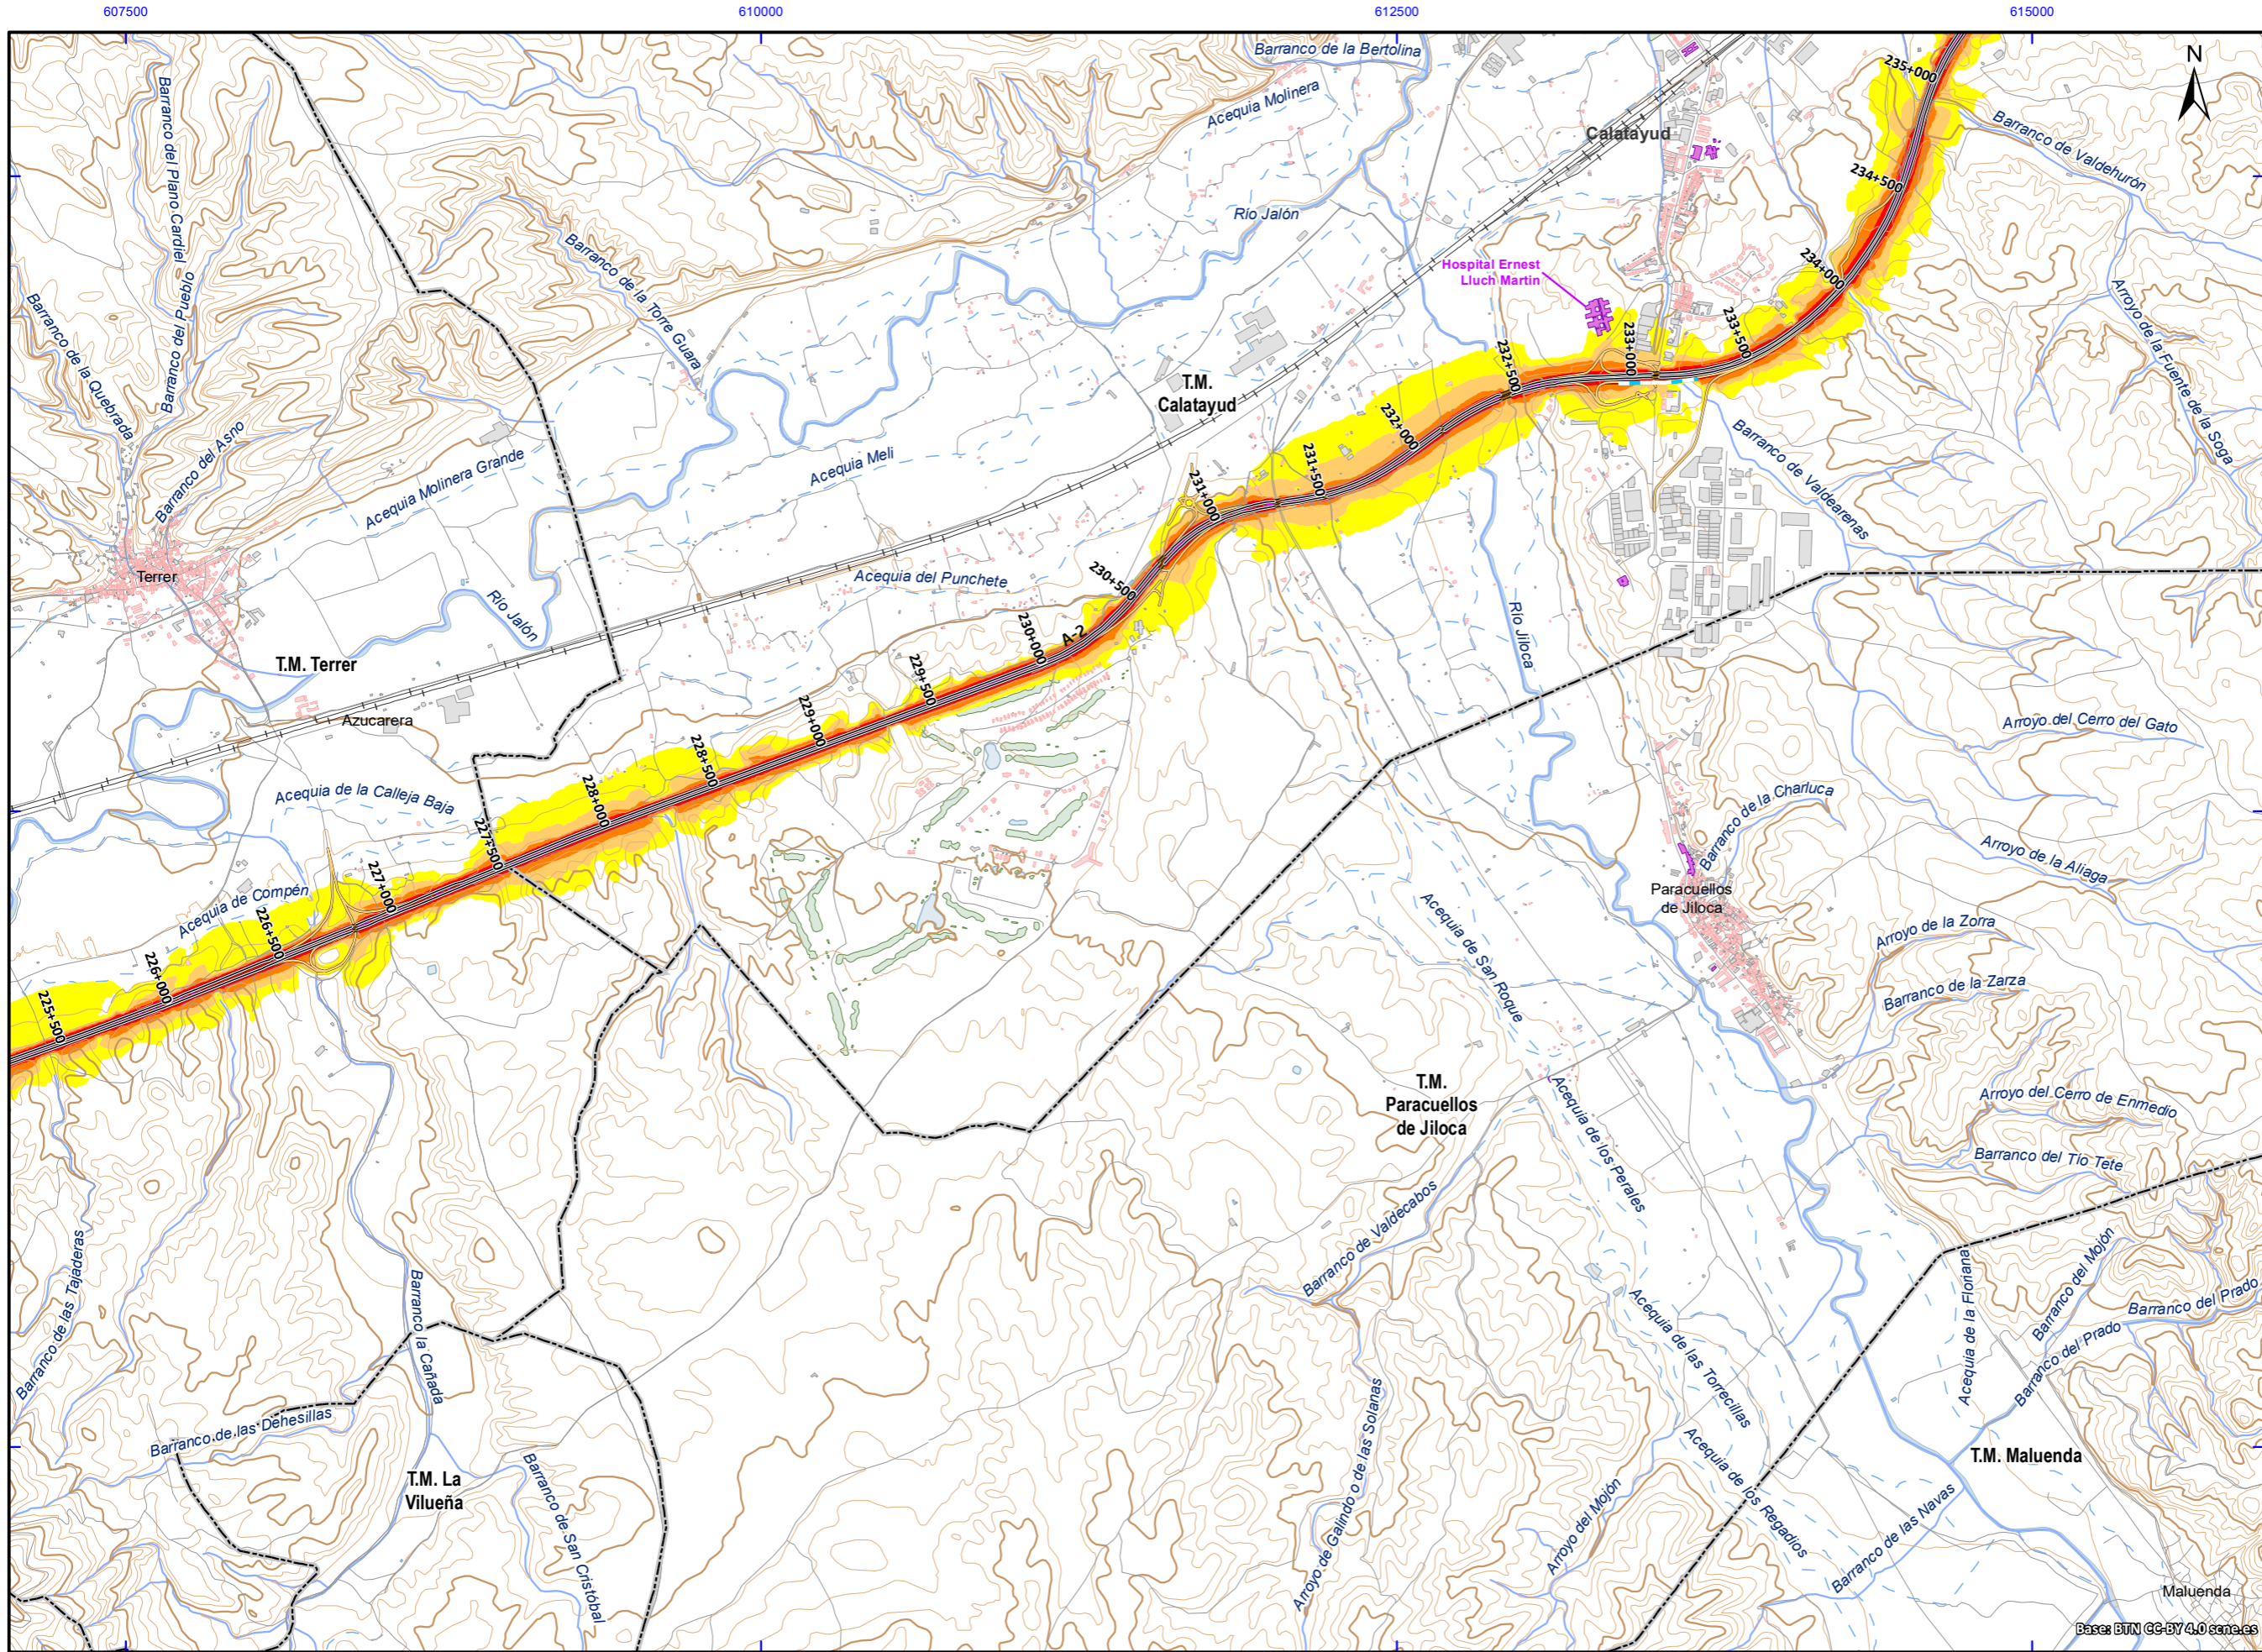 607500
610000
612500
615000
N
Barranco de la Bertolina
Acequia Molinera
Calatayud
235+000
Barranco de Valdehurón
234+500
Barranco del Plano Cardiel
Barranco del Pueblo
Río Jalón
Barranco de la Torre Guara
Hospital Ernest
Lluch Martin
234+000
Arroyo de la Fuente de la Soga
Barranco de la Quebrada
233+500
233+000
232+500
T.M.
Calatayud
232+000
Barranco del Asno
Acequia Molinera Grande
Acequia Meli
231+500
231+000
Barranco de Valdearenas
Terrer
Acequia del Punchete
230+500
Río Jalón
A-2
230+000
Río Jiloca
T.M. Terrer
229+500
229+000
Azucarera
Arroyo del Cerro del Gato
228+500
228+000
Acequia de la Calleja Baja
Barranco de la Charluca
227+500
Arroyo de la Aliaga
227+000
Acequia de Compén
Paracuellos
de Jiloca
226+500
Acequia de San Roque
Arroyo de la Zorra
226+000
Barranco de la Zarza
225+500
T.M.
Paracuellos
de Jiloca
Acequia de los Perales
Arroyo del Cerro de Enmedio
Barranco del Tío Tete
Barranco de Valdecabos
Barranco de las Tajaderas
Barranco la Cañada
Acequia de la Floriana
Barranco del Mojón
Barranco del Prado
Barranco del Prado
Acequia de las Torrecillas
Barranco de las Dehesillas
Arroyo de Galindo o de las Solanas
T.M. Maluenda
T.M. La
Vilueña
Barranco de San Cristóbal
Acequia de los Regadíos
Arroyo del Mojón
Barranco de las Navas
Maluenda
Base: BTN CC-BY 4.0 scne.es